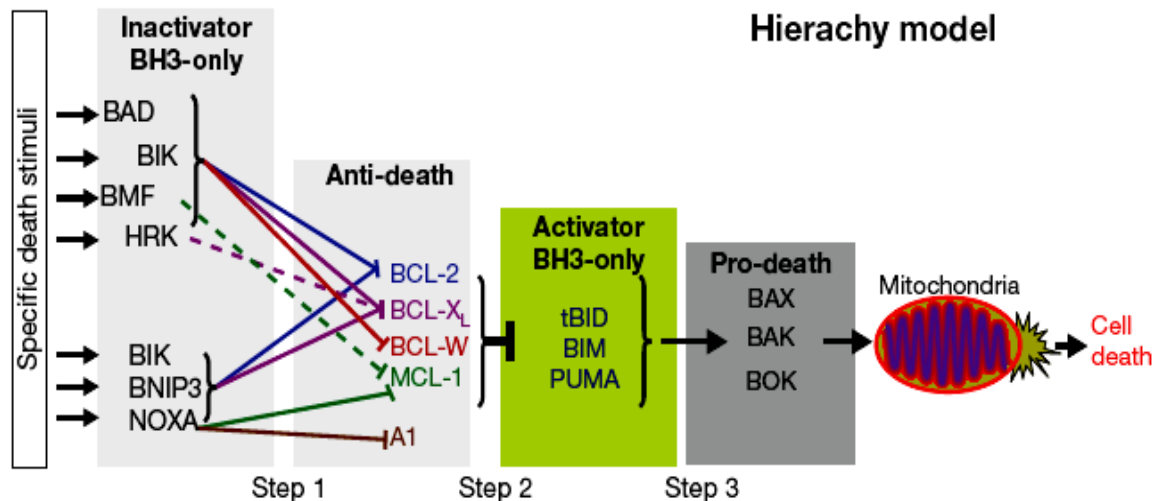 Hierachy model
Specific death stimuli
Inactivator
BH3-only
BAD
BIK
BMF
HRK
BIK
BNIP3
NOXA
Anti-death
BCL-2
BCL-XL
BCL-W
MCL-1
A1
Activator
BH3-only
tBID
BIM
PUMA
Pro-death
BAX
BAK
BOK
Mitochondria
Cell
death
Step 1
Step 2
Step 3